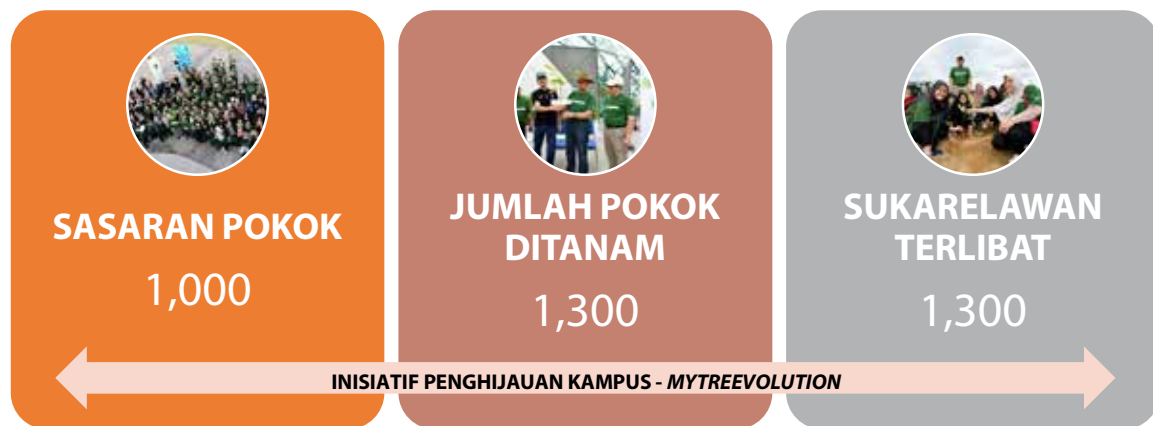 SASARAN POKOK
1,000
JUMLAH POKOK
DITANAM
1,300
SUKARELAWAN
TERLIBAT
1,300
INISIATIF PENGHIJAUAN KAMPUS - MYTREEVOLUTION